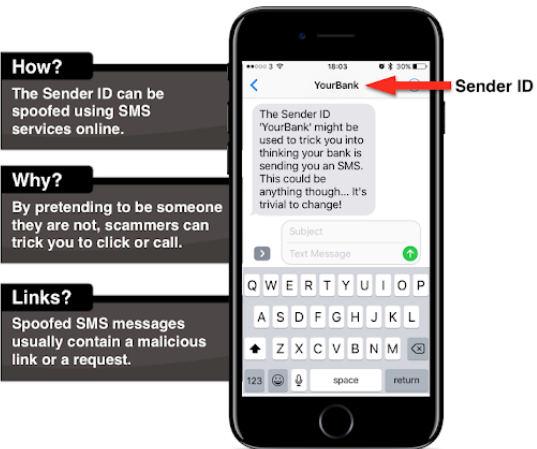 How?
The Sender ID can be
spoofed using SMS
services online.
Why?
By pretending to be someone
they are not, scammers can
trick you to click or call.
Links?
Spoofed SMS messages
usually contain a malicious
link or a request.
3 18:03 30%
YourBank
Sender ID
The Sender ID
'YourBank' might be
used to trick you into
thinking your bank is
sending you an SMS.
This could be
anything though... It's
trivial to change!
Subject
Text Message
Q W E R T Y U I O P
A S D F G H J K L
Z X C V B N M
123 space return